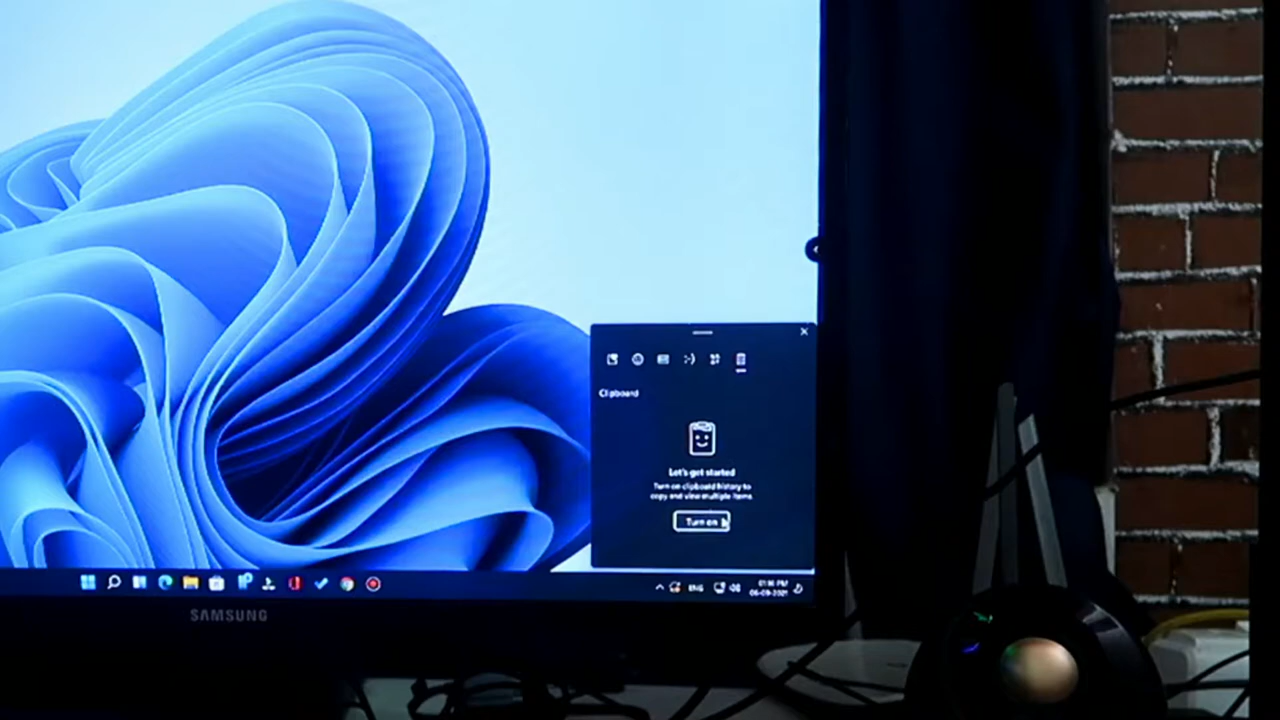 Clipboard
Let's get started
Turn on clipboard history to
copy and view multiple items
Turn on
ENG
SAMSUNG